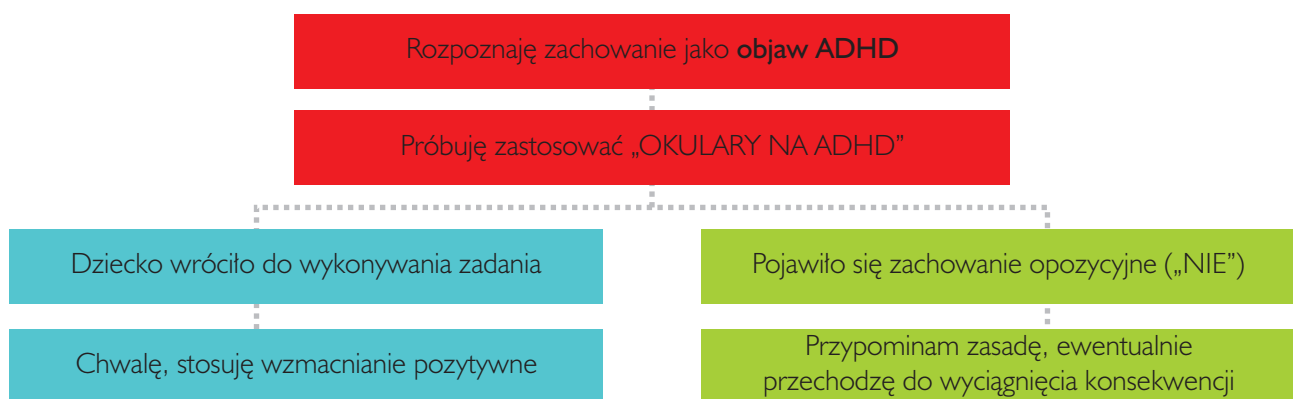 Rozpoznaję zachowanie jako objaw ADHD
Próbuję zastosować „OKULARY NA ADHD”
Dziecko wróciło do wykonywania zadania
Pojawiło się zachowanie opozycyjne („NIE”)
Chwalę, stosuję wzmacnianie pozytywne
Przypominam zasadę, ewentualnie
przechodzę do wyciągnięcia konsekwencji